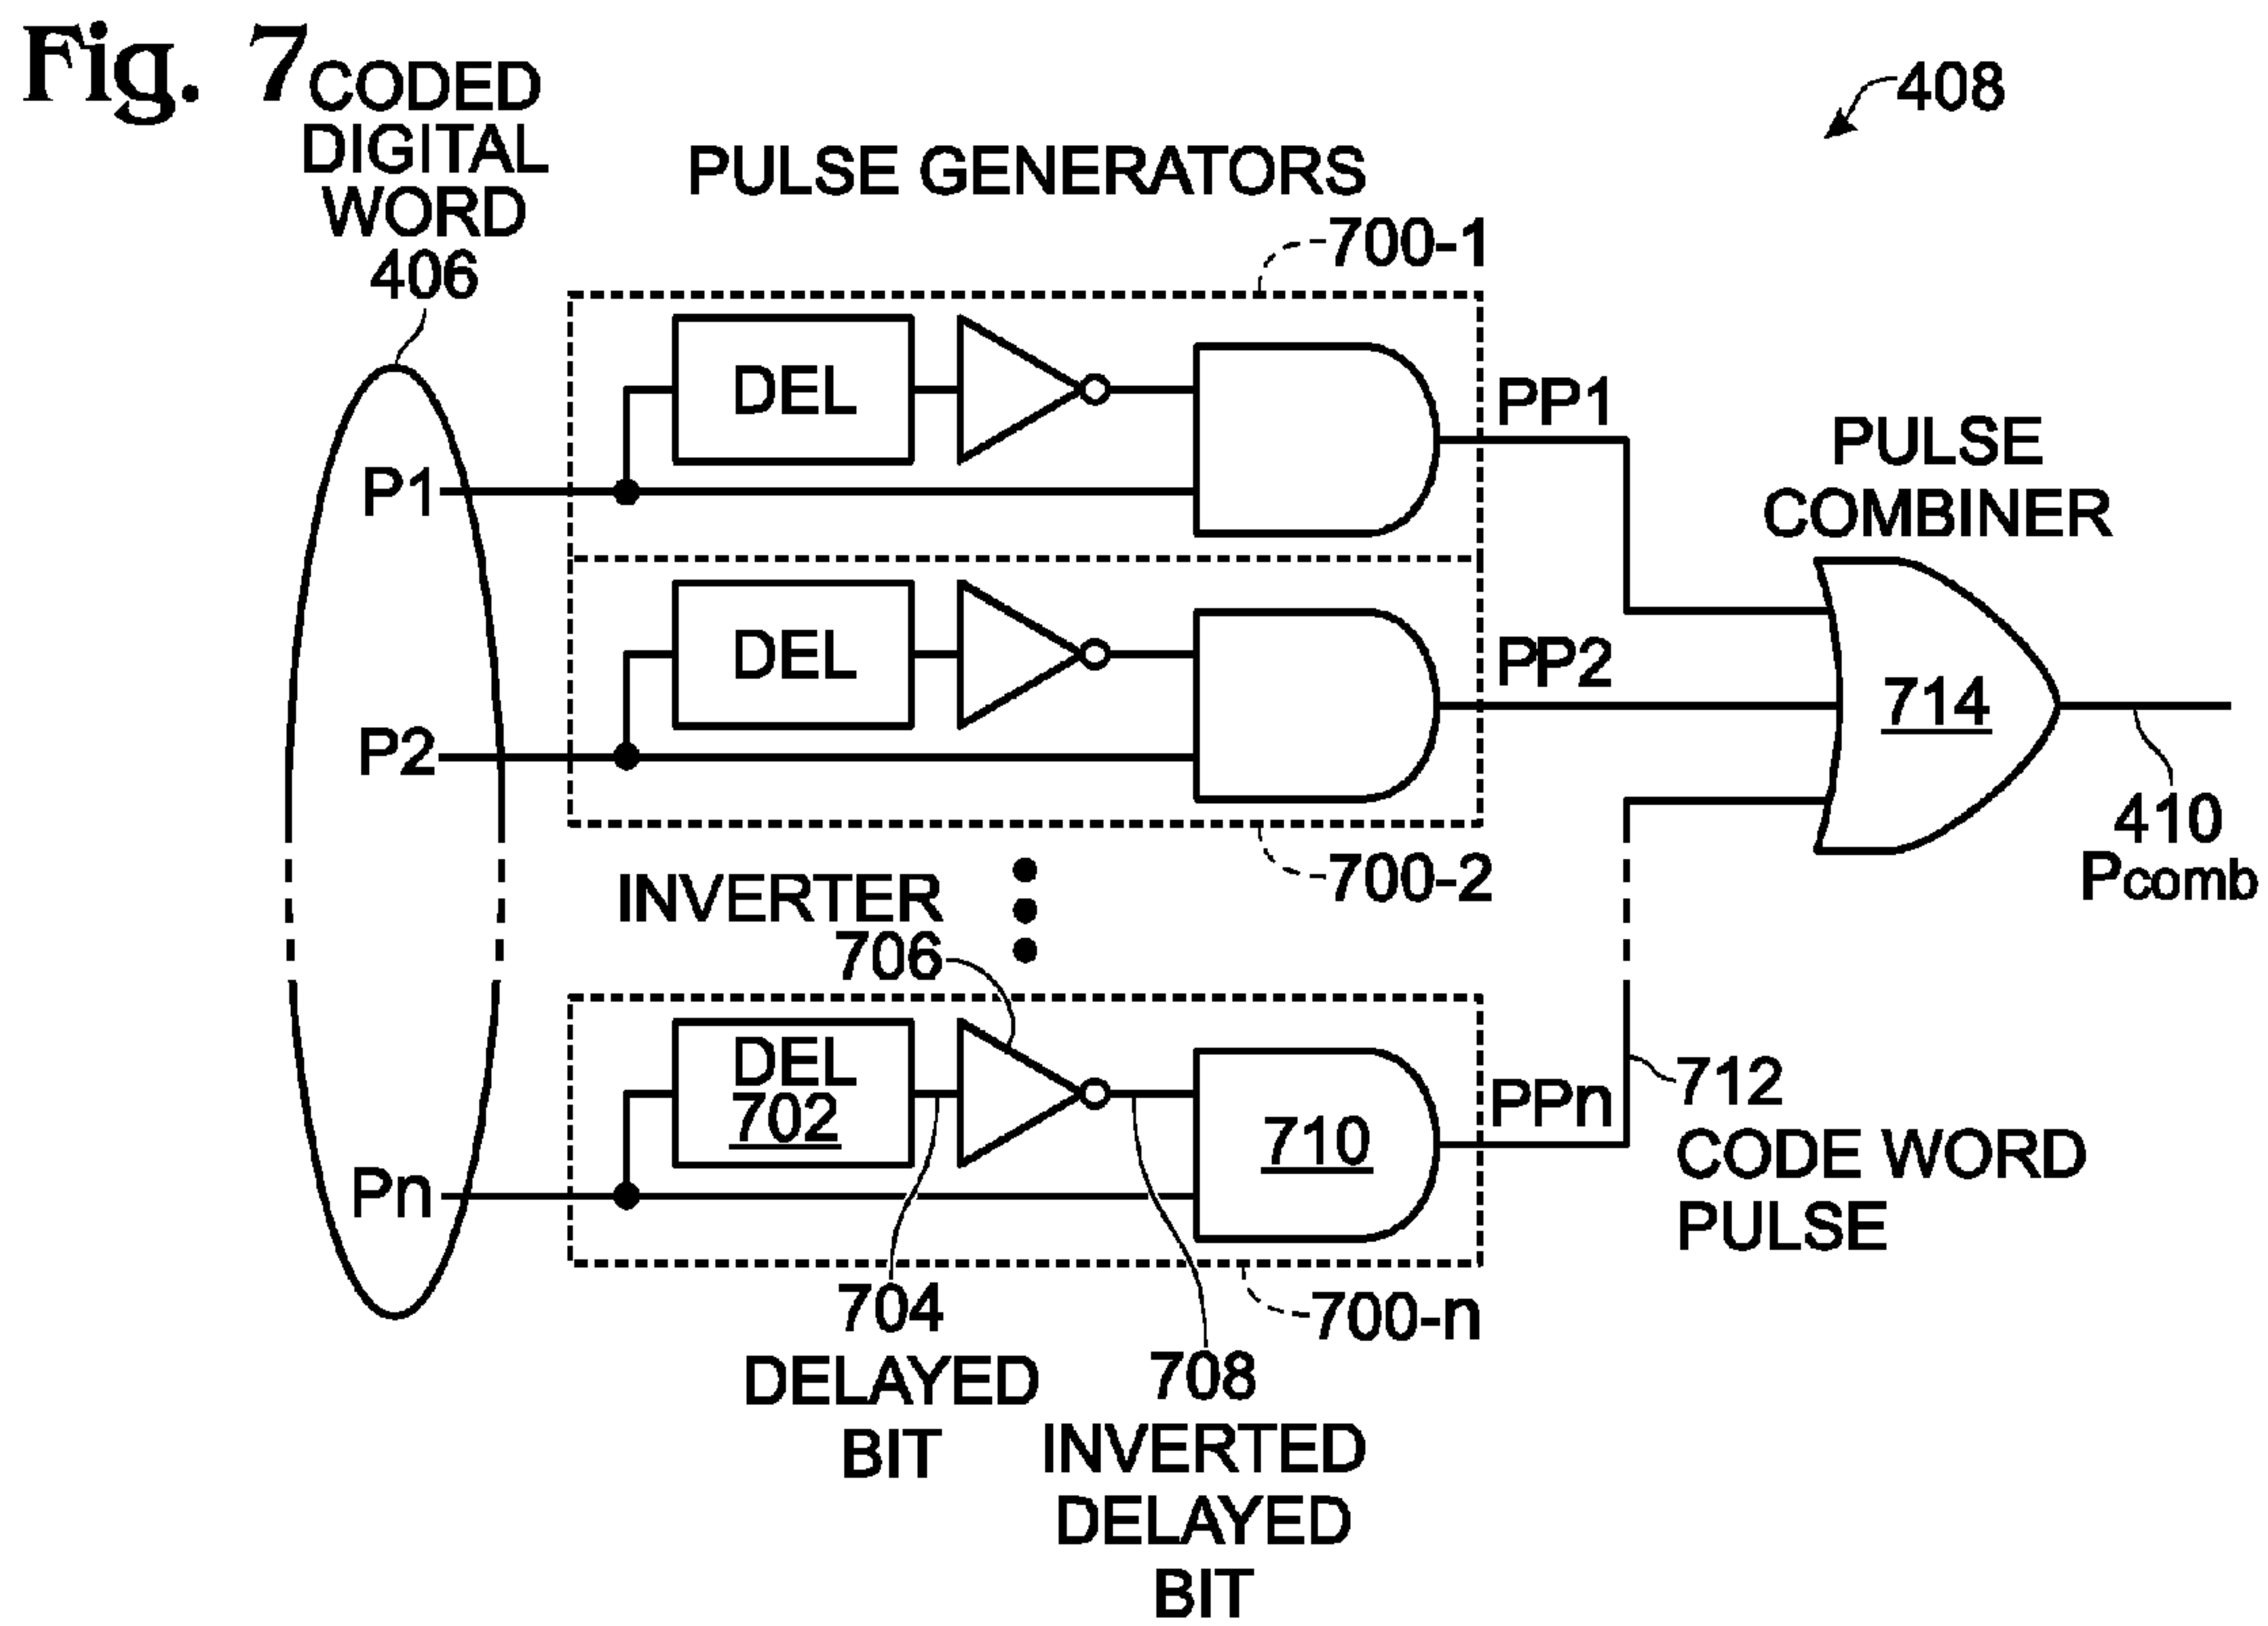 Fig. 7
CODED
DIGITAL
WORD
406
408
PULSE GENERATORS
700-1
DEL
P1
PP1
PULSE
COMBINER
DEL
P2
PP2
714
410
Pcomb
700-2
INVERTER
706
DEL
702
710
Pn
PPn
712
CODE WORD
PULSE
700-n
704
DELAYED
BIT
708
INVERTED
DELAYED
BIT